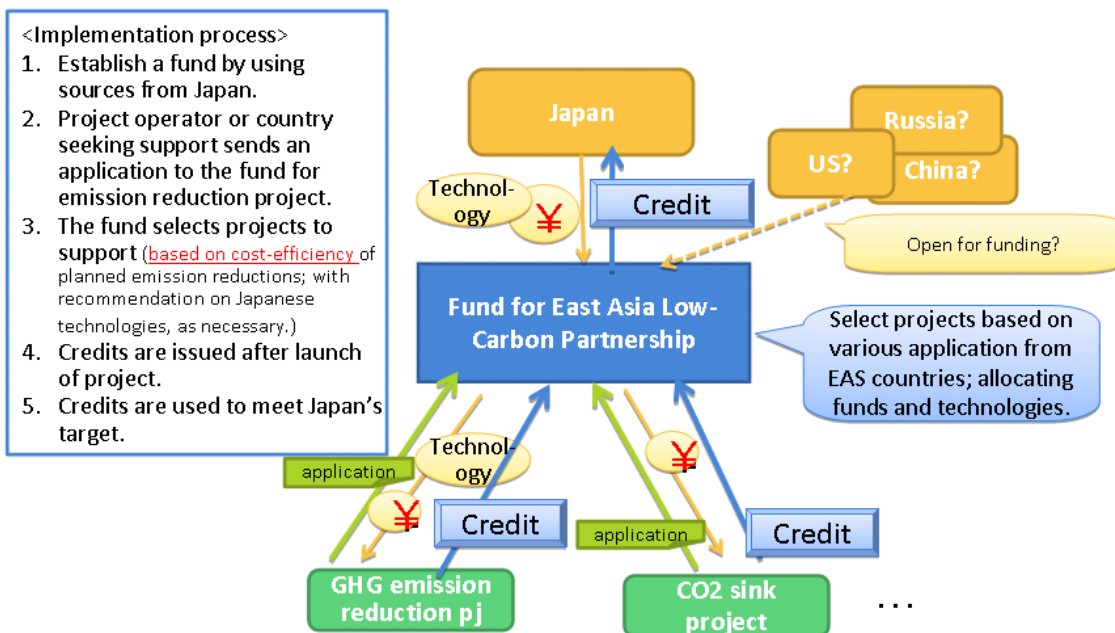 <Implementation process>
1. Establish a fund by using
sources from Japan.
2. Project operator or country
seeking support sends an
application to the fund for
emission reduction project.
3. The fund selects projects to
support (based on cost-efficiency of
planned emission reductions; with
recommendation on Japanese
technologies, as necessary.)
4. Credits are issued after launch
of project.
5. Credits are used to meet Japan's
target.
Japan
Russia?
US?
China?
Technol-
ogy
¥
Credit
Open for funding?
Fund for East Asia Low-
Carbon Partnership
Select projects based on
various application from
EAS countries; allocating
funds and technologies.
application
Technol-
ogy
¥
Credit
¥
application
Credit
GHG emission
reduction pj
CO2 sink
project
...